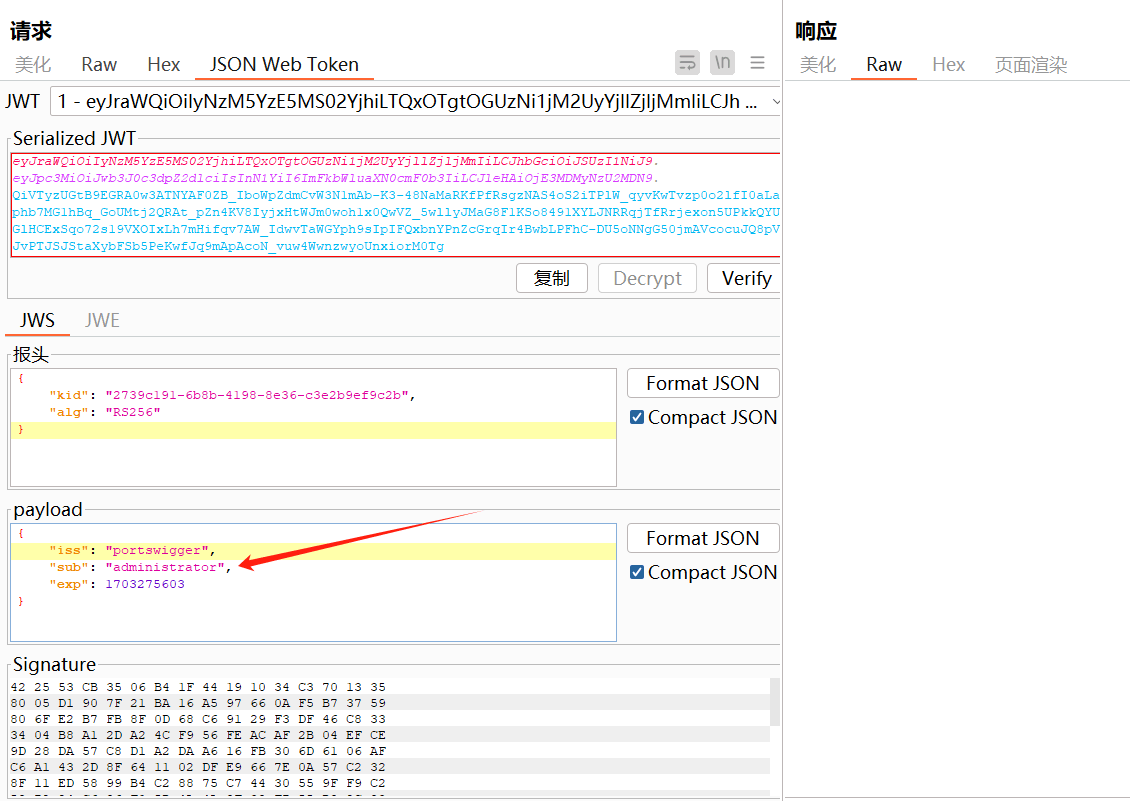 请求
美化 Raw Hex JSON Web Token
\n
JWT 1 - eyJraWQiOiIyNzM5YzE5MS02YjhiLTQxOTgtOGUzNi1jM2UyYjllZjljMmIiLCJh ...
Serialized JWT
eyJraWQiOiIyNzM5YzE5MS02YjhiLTQxOTgtOGUzNi1jM2UyYjllZjljMmIiLCJhbGciOiJSUzI1NiJ9.
eyJpc3MiOiJwb3J0c3dpZ2dlciIsInN1YiI6ImFkbWluaXN0cmF0b3IiLCJleHAiOjE3MDMyNzU2MDN9.
复制 Decrypt Verify
JWS JWE
报头
{
"kid": "2739c191-6b8b-4198-8e36-c3e2b9ef9c2b",
"alg": "RS256"
}
Format JSON
Compact JSON
payload
{
"iss": "portswigger",
"sub": "administrator",
"exp": 1703275603
}
Format JSON
Compact JSON
Signature
42 25 53 CB 35 06 B4 1F 44 19 10 34 C3 70 13 35
80 05 D1 90 7F 21 BA 16 A5 97 66 0A F5 B7 37 59
80 6F E2 B7 FB 8F 0D 68 C6 91 29 F3 DF 46 C8 33
34 04 B8 A1 2D A2 4C F9 56 FE AC AF 2B 04 EF CE
9D 28 DA 57 C8 D1 A2 DA A6 16 FB 30 6D 61 06 AF
C6 A1 43 2D 8F 64 11 02 DF E9 66 7E 0A 57 C2 32
8F 11 ED 58 99 B4 C2 88 75 C7 44 30 55 9F F9 C2
响应
美化 Raw Hex 页面渲染